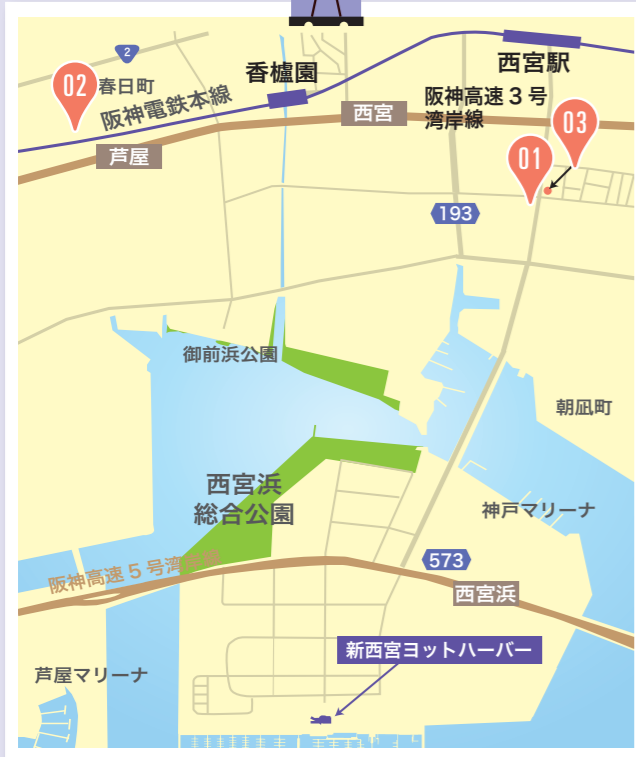 2
02
春日町
阪神電鉄本線
香櫨園
西宮駅
西宮
阪神高速3号
湾岸線
03
01
芦屋
193
御前浜公園
朝凪町
西宮浜
総合公園
神戸マリーナ
573
阪神高速5号湾岸線
西宮浜
新西宮ヨットハーバー
芦屋マリーナ